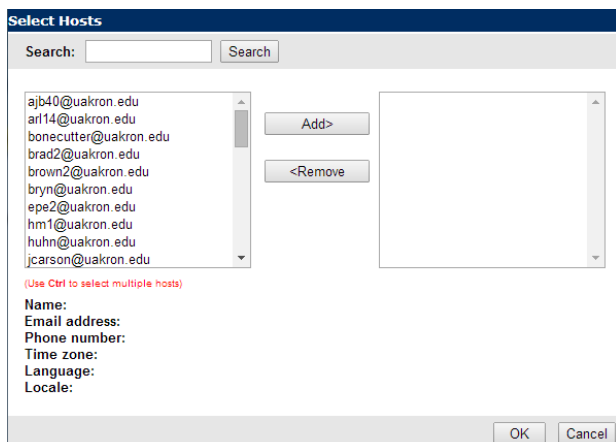 Select Hosts
Search:
Search
ajb40@uakron.edu
arl14@uakron.edu
bonecutter@uakron.edu
brad2@uakron.edu
brown2@uakron.edu
bryn@uakron.edu
epe2@uakron.edu
hm1@uakron.edu
huhn@uakron.edu
jcarson@uakron.edu
Add>
<Remove
(Use Ctrl to select multiple hosts)
Name:
Email address:
Phone number:
Time zone:
Language:
Locale:
OK
Cancel